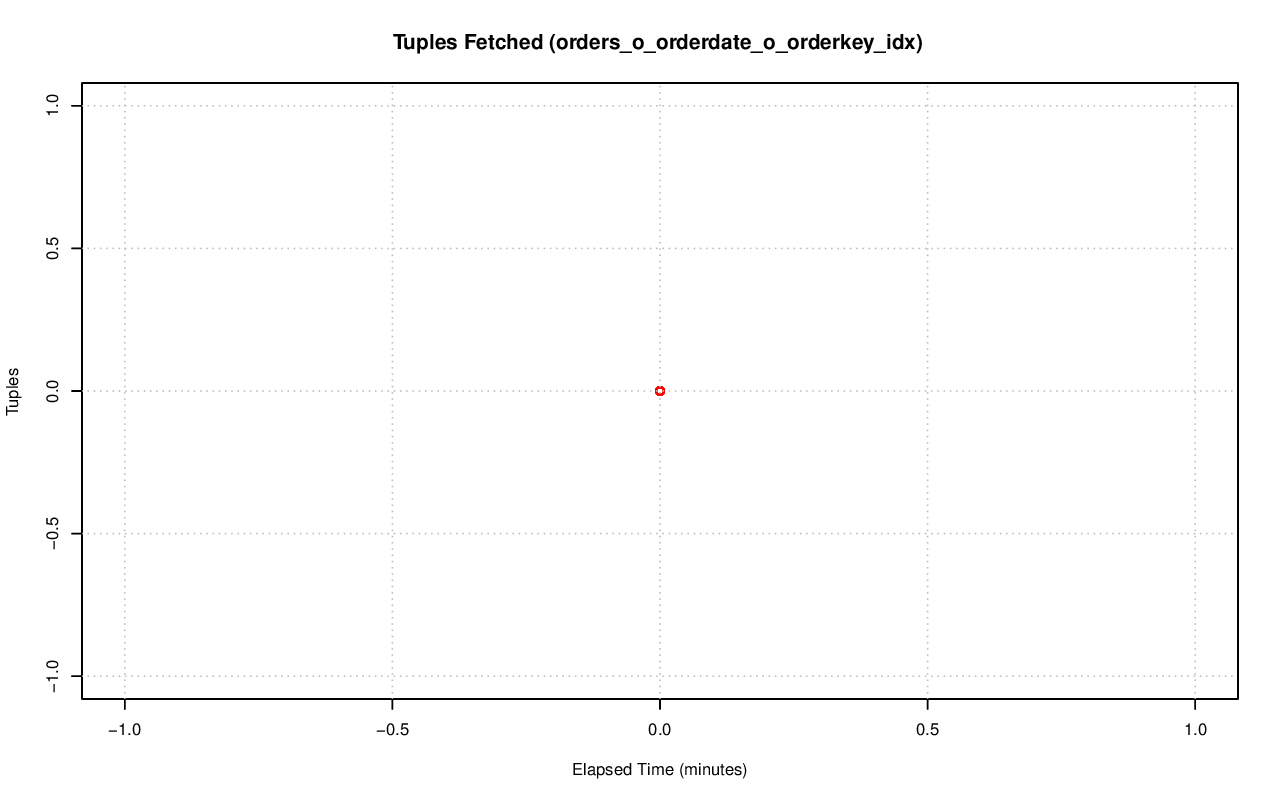 Tuples Fetched (orders_o_orderdate_o_orderkey_idx)
1.0
0.5
0.0
−0.5
−1.0
Tuples
−1.0 −0.5 0.0 0.5 1.0
Elapsed Time (minutes)